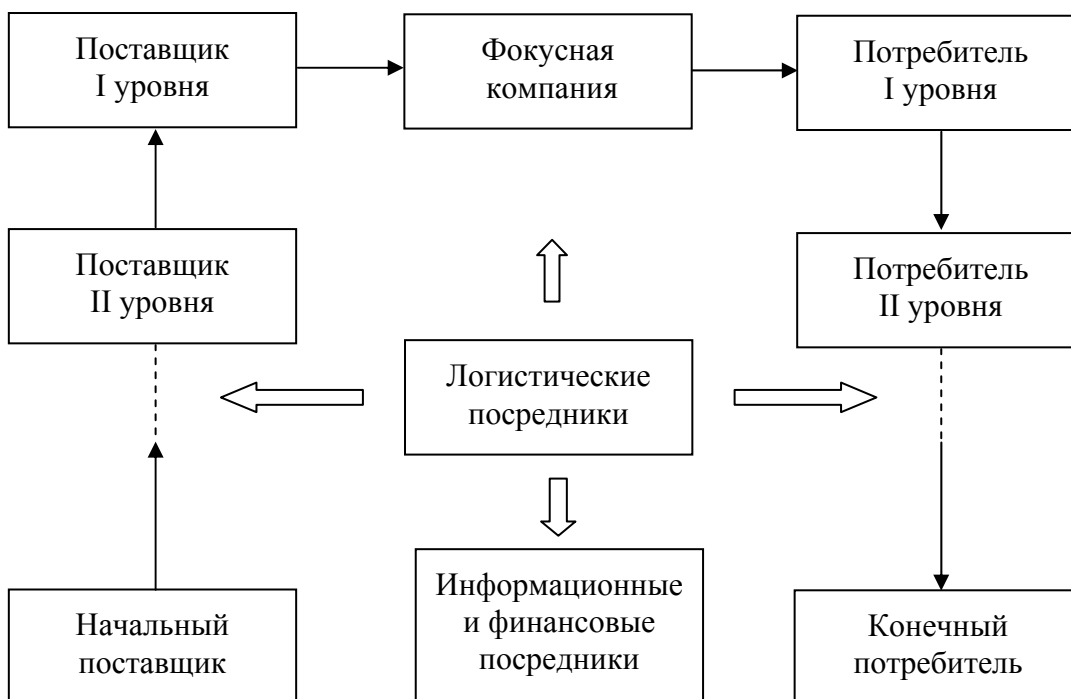 Поставщик
I уровня
Фокусная
компания
Потребитель
I уровня
Поставщик
II уровня
Потребитель
II уровня
Логистические
посредники
Начальный
поставщик
Информационные
и финансовые
посредники
Конечный
потребитель